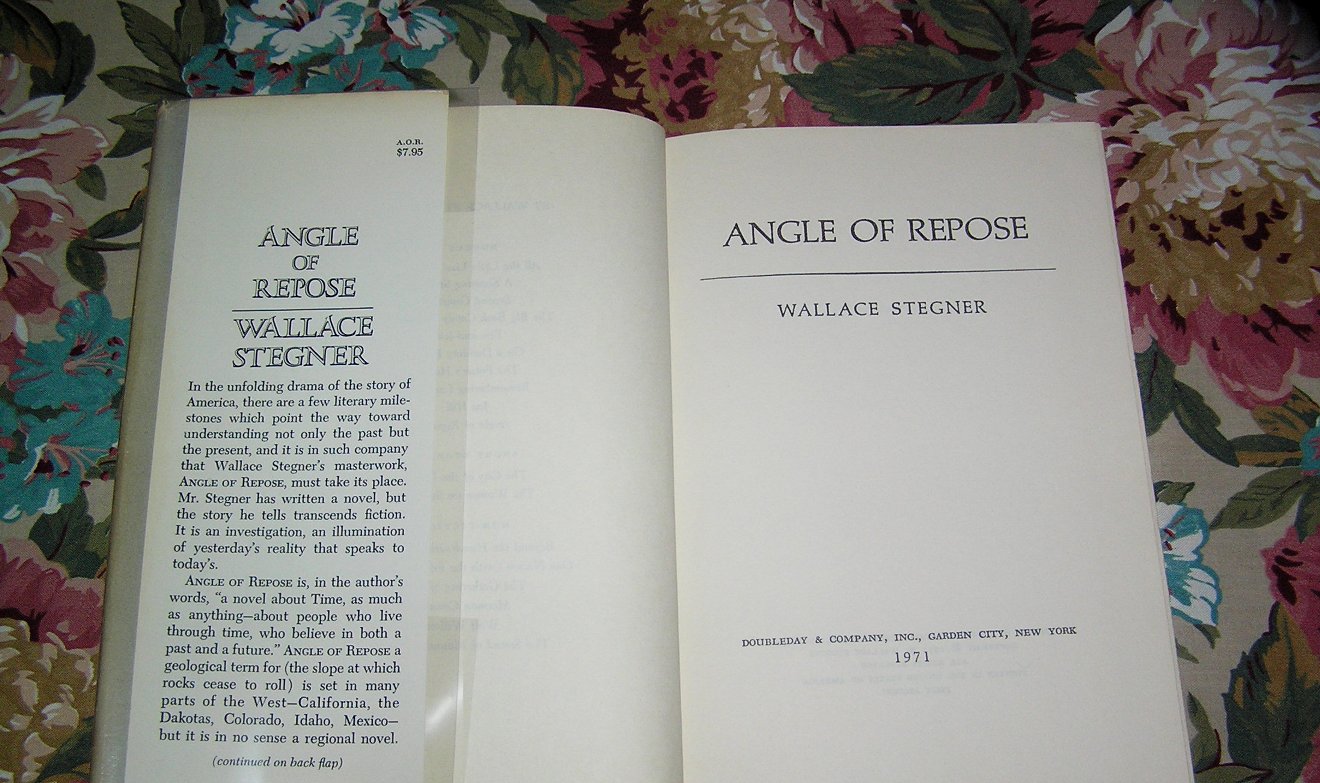 A.O.R.
$7.95
ANGLE
OF
REPOSE
WALLACE
STEGNER
In the unfolding drama of the story of
America, there are a few literary mile-
stones which point the way toward
understanding not only the past but
the present, and it is in such company
that Wallace Stegner's masterwork,
ANGLE OF REPOSE, must take its place.
Mr. Stegner has written a novel, but
the story he tells transcends fiction.
It is an investigation, an illumination
of yesterday's reality that speaks to
today's.
ANGLE OF REPOSE is, in the author's
words, "a novel about Time, as much
as anything—about people who live
through time, who believe in both a
past and a future." ANGLE OF REPOSE a
geological term for (the slope at which
rocks cease to roll) is set in many
parts of the West—California, the
Dakotas, Colorado, Idaho, Mexico—
but it is in no sense a regional novel.
(continued on back flap)
ANGLE OF REPOSE
WALLACE STEGNER
DOUBLEDAY & COMPANY, INC., GARDEN CITY, NEW YORK
1971